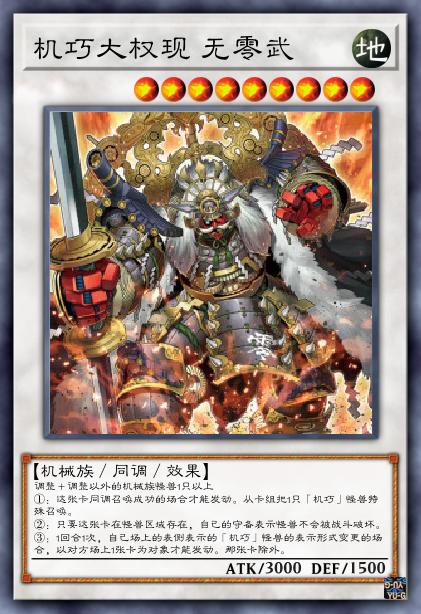 机巧大权现 无零武
地
【机械族／同调／效果】
调整＋调整以外的机械族怪兽1只以上
①：这张卡同调召唤成功的场合才能发动。从卡组把1只「机巧」怪兽特
殊召唤。
②：只要这张卡在怪兽区域存在，自己的守备表示怪兽不会被战斗破坏。
③：1回合1次，自己场上的表侧表示的「机巧」怪兽的表示形式变更的场
合，以对方场上1张卡为对象才能发动。那张卡除外。
ATK/3000 DEF/1500